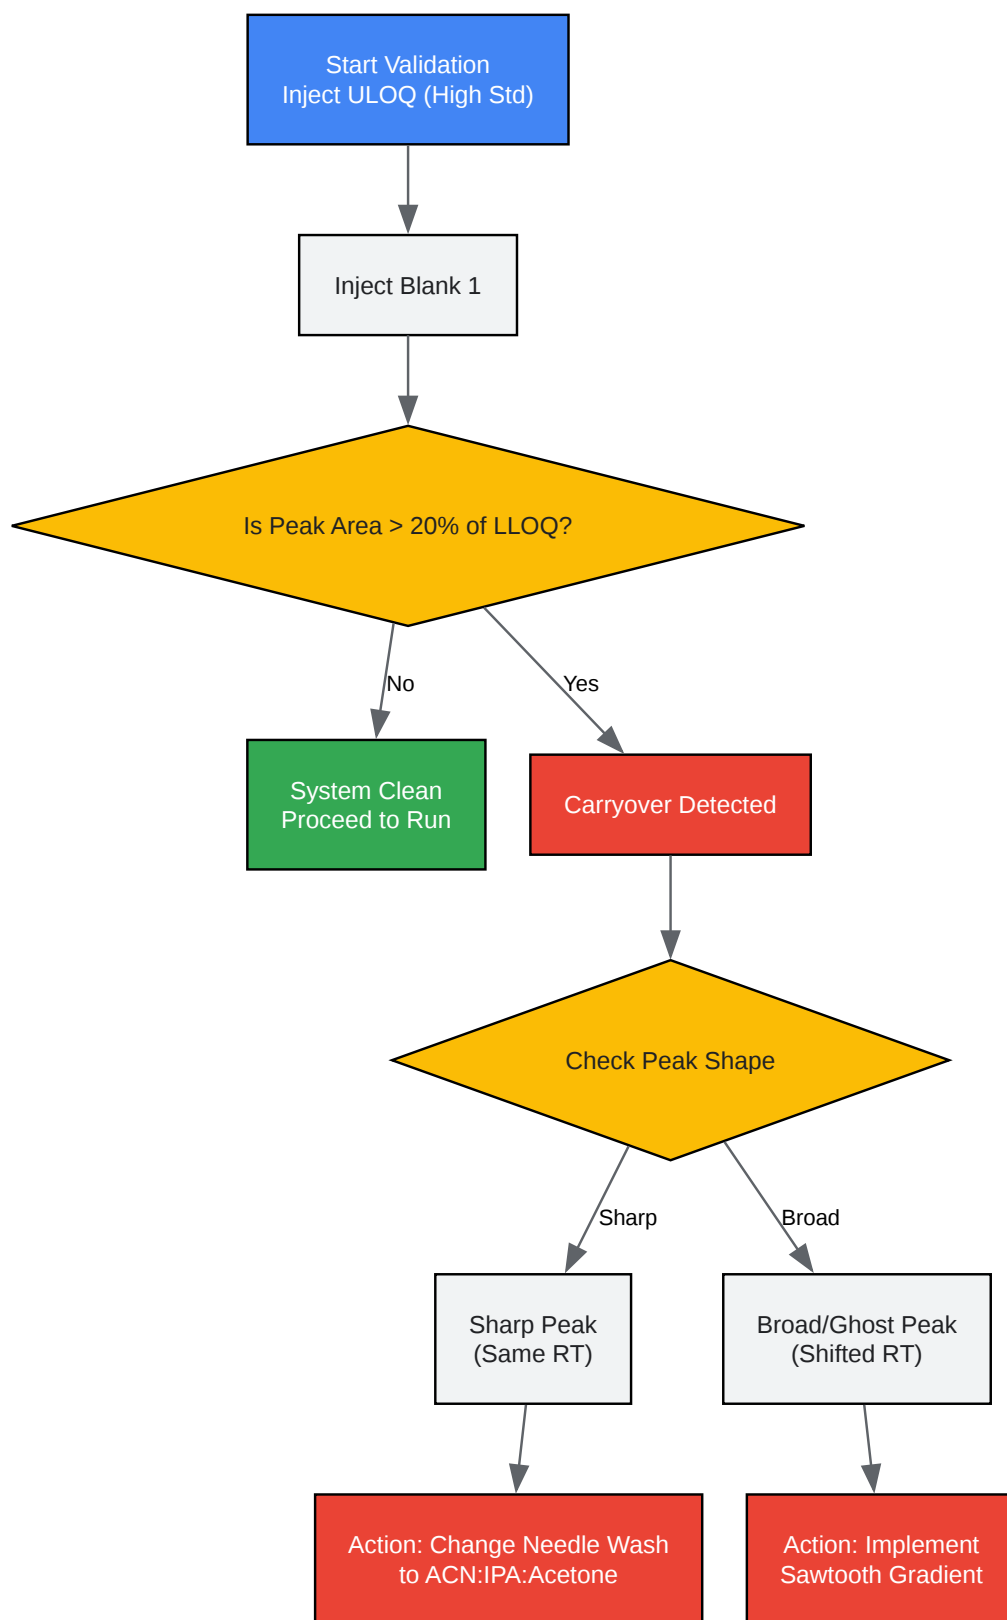 Start Validation
Inject ULOQ (High Std)
Inject Blank 1
Is Peak Area > 20% of LLOQ?
No
Yes
System Clean
Proceed to Run
Carryover Detected
Check Peak Shape
Sharp
Broad
Sharp Peak
(Same RT)
Broad/Ghost Peak
(Shifted RT)
Action: Change Needle Wash
to ACN:IPA:Acetone
Action: Implement
Sawtooth Gradient